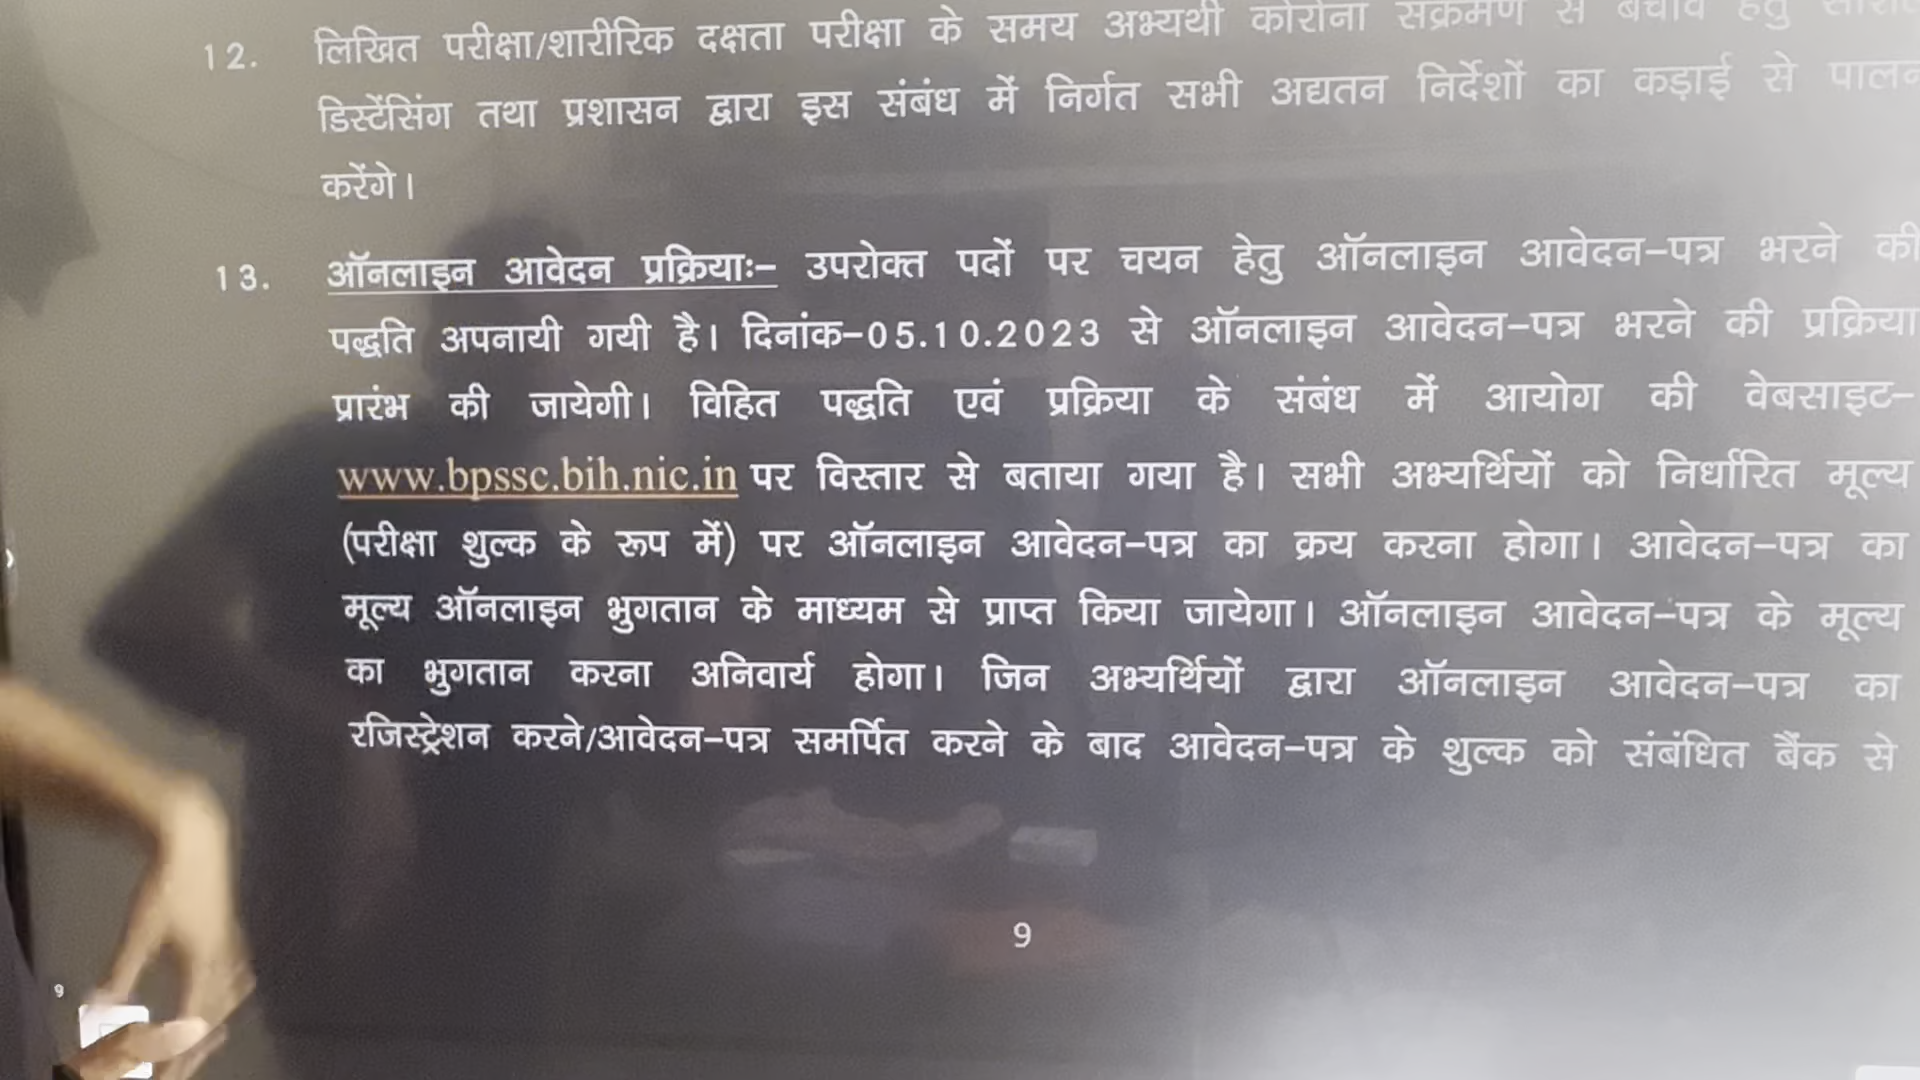 12. लिखित परीक्षा/शारीरिक दक्षता परीक्षा के समय अभ्यर्थी कोरोना संक्रमण से बचाव हेतु
डिस्टेंसिंग तथा प्रशासन द्वारा इस संबंध में निर्गत सभी अद्यतन निर्देशों का कड़ाई से पालन
करेंगे।
13. ऑनलाइन आवेदन प्रक्रियाः– उपरोक्त पदों पर चयन हेतु ऑनलाइन आवेदन–पत्र भरने की
पद्धति अपनायी गयी है। दिनांक–05.10.2023 से ऑनलाइन आवेदन–पत्र भरने की प्रक्रिया
प्रारंभ की जायेगी। विहित पद्धति एवं प्रक्रिया के संबंध में आयोग की वेबसाइट–
www.bpssc.bih.nic.in पर विस्तार से बताया गया है। सभी अभ्यर्थियों को निर्धारित मूल्य
(परीक्षा शुल्क के रूप में) पर ऑनलाइन आवेदन–पत्र का क्रय करना होगा। आवेदन–पत्र का
मूल्य ऑनलाइन भुगतान के माध्यम से प्राप्त किया जायेगा। ऑनलाइन आवेदन–पत्र के मूल्य
का भुगतान करना अनिवार्य होगा। जिन अभ्यर्थियों द्वारा ऑनलाइन आवेदन–पत्र का
रजिस्ट्रेशन करने/आवेदन–पत्र समर्पित करने के बाद आवेदन–पत्र के शुल्क को संबंधित बैंक से
9
9